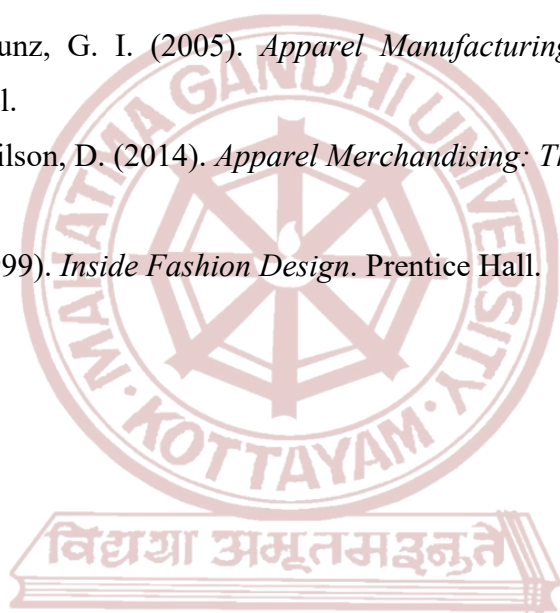 unz, G. I. (2005). Apparel Manufacturing
l.
ilson, D. (2014). Apparel Merchandising: Th
99). Inside Fashion Design. Prentice Hall.
MAHATMA GANDHI UNIVERSITY
KOTTAYAM
विद्यया अमृतमश्नुते